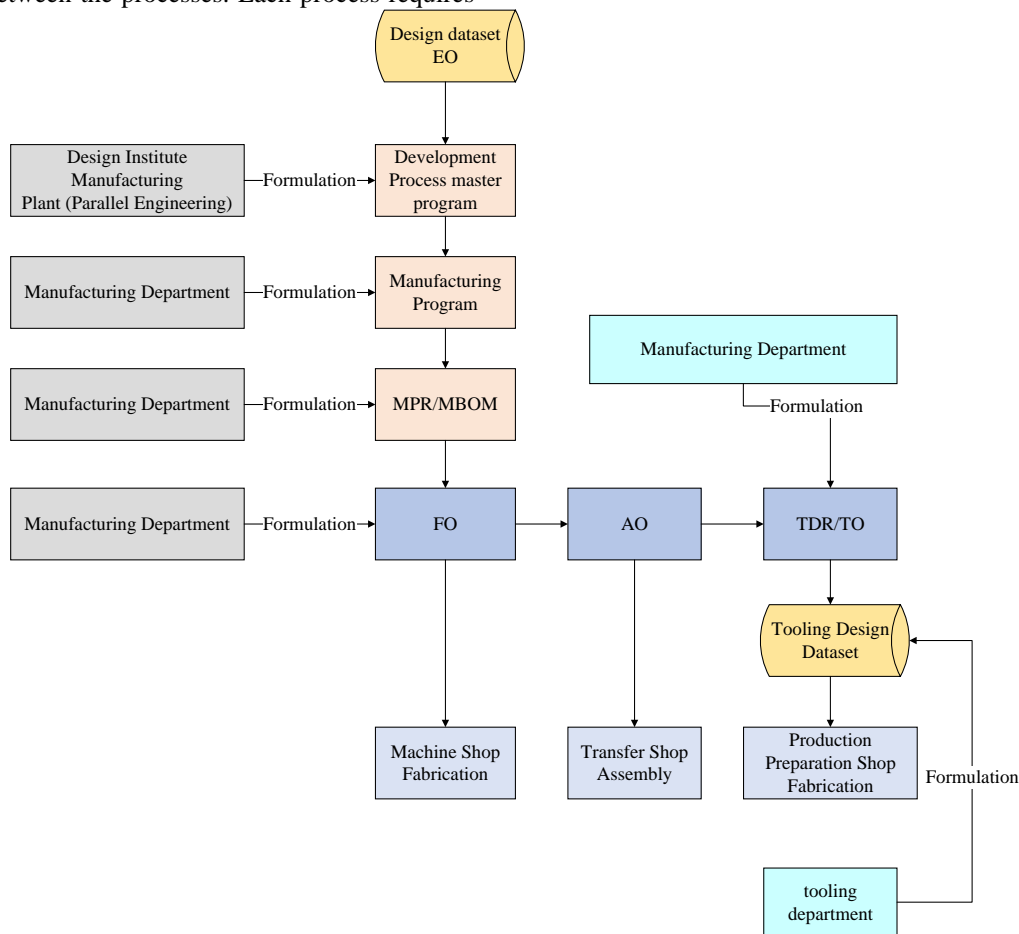 etween the processes. Each process requires
Design dataset
EO
Design Institute
Manufacturing
Plant (Parallel Engineering)
Formulation
Development
Process master
program
Manufacturing Department
Formulation
Manufacturing
Program
Manufacturing Department
Manufacturing Department
Formulation
MPR/MBOM
Formulation
Manufacturing Department
Formulation
FO
AO
TDR/TO
Tooling Design
Dataset
Machine Shop
Fabrication
Transfer Shop
Assembly
Production
Preparation Shop
Fabrication
Formulation
tooling
department